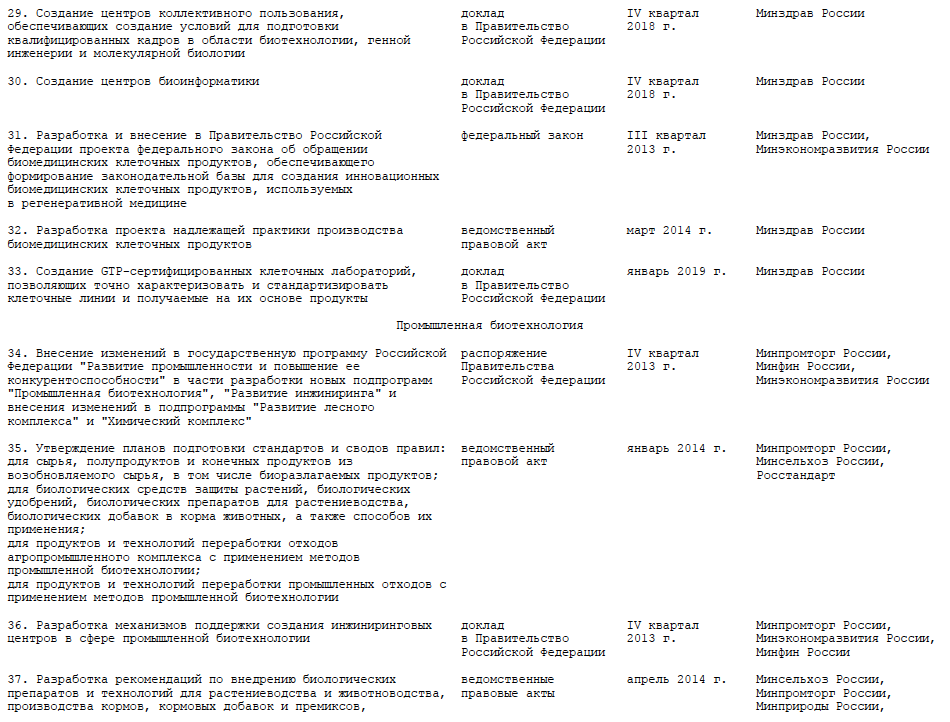 29. Создание центров коллективного пользования, доклад IV квартал Минздрав России
обеспечивающих создание условий для подготовки в Правительство 2018 г.
квалифицированных кадров в области биотехнологии, генной Российской Федерации
инженерии и молекулярной биологии
30. Создание центров биоинформатики доклад IV квартал Минздрав России
в Правительство 2018 г.
Российской Федерации
31. Разработка и внесение в Правительство Российской федеральный закон III квартал Минздрав России,
Федерации проекта федерального закона об обращении 2013 г. Минэкономразвития России
биомедицинских клеточных продуктов, обеспечивающего
формирование законодательной базы для создания инновационных
биомедицинских клеточных продуктов, используемых
в регенеративной медицине
32. Разработка проекта надлежащей практики производства ведомственный март 2014 г. Минздрав России
биомедицинских клеточных продуктов правовой акт
33. Создание GTP-сертифицированных клеточных лабораторий, доклад январь 2019 г. Минздрав России
позволяющих точно характеризовать и стандартизировать в Правительство
клеточные линии и получаемые на их основе продукты Российской Федерации
Промышленная биотехнология
34. Внесение изменений в государственную программу Российской распоряжение IV квартал Минпромторг России,
Федерации "Развитие промышленности и повышение ее Правительства 2013 г. Минфин России,
конкурентоспособности" в части разработки новых подпрограмм Российской Федерации Минэкономразвития России
"Промышленная биотехнология", "Развитие инжиниринга" и
внесения изменений в подпрограммы "Развитие лесного
комплекса" и "Химический комплекс"
35. Утверждение планов подготовки стандартов и сводов правил: ведомственный январь 2014 г. Минпромторг России,
для сырья, полупродуктов и конечных продуктов из правовой акт Минсельхоз России,
возобновляемого сырья, в том числе биоразлагаемых продуктов; Росстандарт
для биологических средств защиты растений, биологических
удобрений, биологических препаратов для растениеводства,
биологических добавок в корма животных, а также способов их
применения;
для продуктов и технологий переработки отходов
агропромышленного комплекса с применением методов
промышленной биотехнологии;
для продуктов и технологий переработки промышленных отходов с
применением методов промышленной биотехнологии
36. Разработка механизмов поддержки создания инжиниринговых доклад IV квартал Минпромторг России,
центров в сфере промышленной биотехнологии в Правительство 2013 г. Минэкономразвития России,
Российской Федерации Минфин России
37. Разработка рекомендаций по внедрению биологических ведомственные апрель 2014 г. Минсельхоз России,
препаратов и технологий для растениеводства и животноводства, правовые акты Минпромторг России,
производства кормов, кормовых добавок и премиксов, Минприроды России,